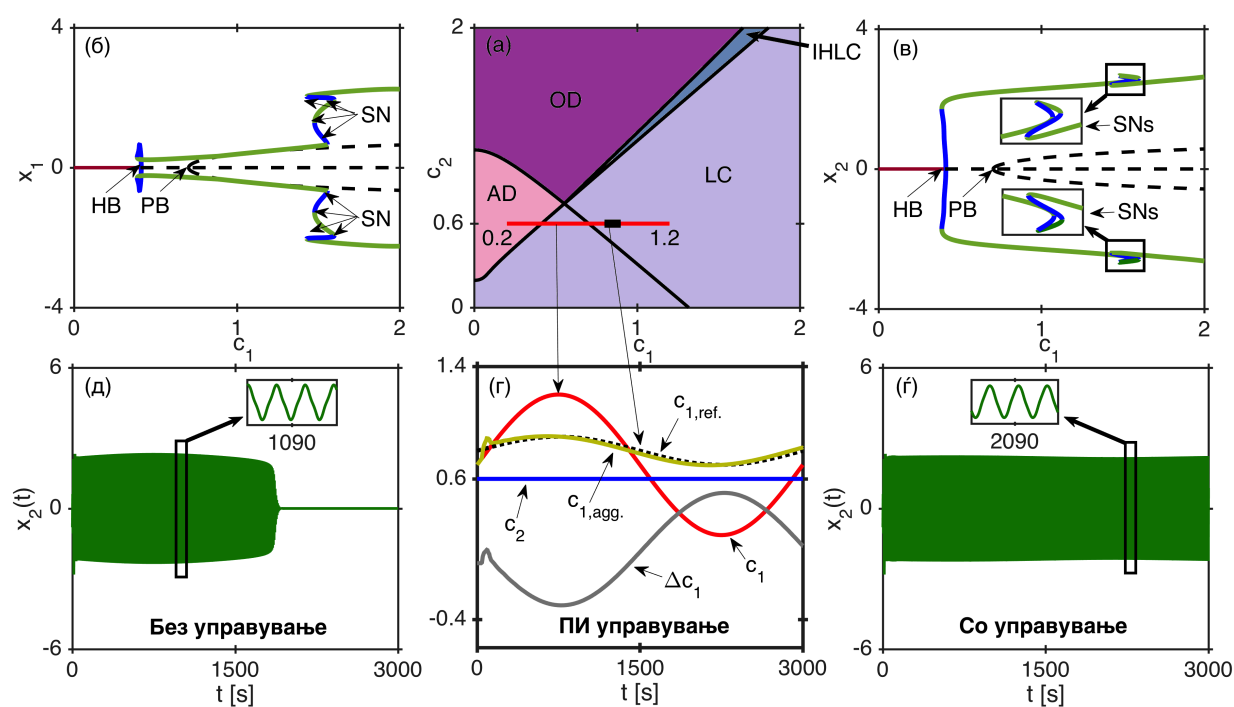 (б)
4
x1
0
-4
0
1
2
c1
HB
PB
SN
SN
(а)
2
c2
0.6
0
0
1
2
c1
OD
AD
LC
IHLC
0.2
1.2
(в)
4
x2
0
-4
0
1
2
c1
HB
PB
SNs
SNs
(д)
6
x2(t)
0
-6
0
1500
3000
t [s]
1090
Без управување
(г)
1.4
0.6
-0.4
0
1500
3000
t [s]
c1,ref.
c1,agg.
c2
c1
Δc1
ПИ управување
(ѓ)
6
x2(t)
0
-6
0
1500
3000
t [s]
2090
Со управување